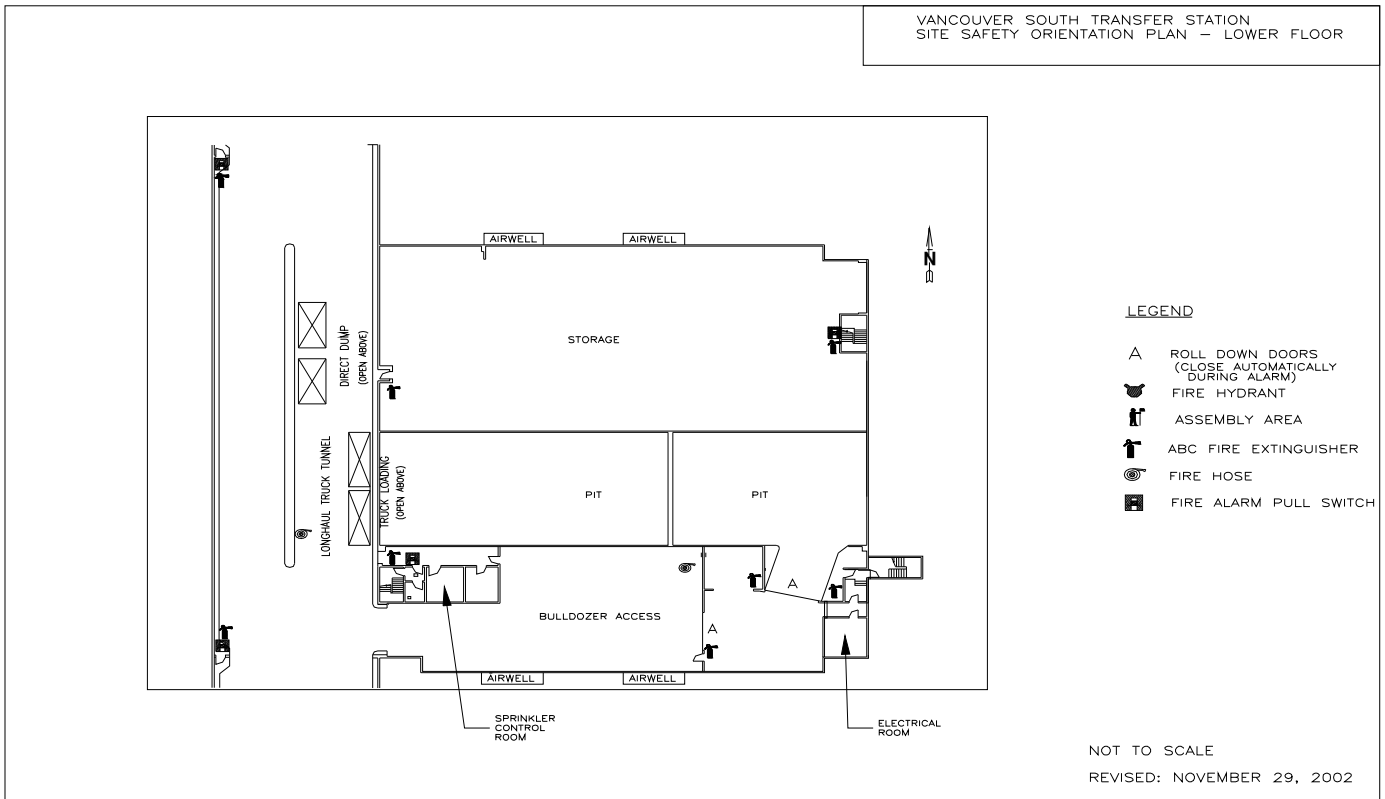 VANCOUVER SOUTH TRANSFER STATION
SITE SAFETY ORIENTATION PLAN – LOWER FLOOR
AIRWELL
AIRWELL
N
STORAGE
DIRECT DUMP
(OPEN ABOVE)
LONGHAUL TRUCK TUNNEL
TRUCK LOADING
(OPEN ABOVE)
PIT
PIT
A
BULLDOZER ACCESS
A
AIRWELL
AIRWELL
SPRINKLER
CONTROL
ROOM
ELECTRICAL
ROOM
LEGEND
A ROLL DOWN DOORS
(CLOSE AUTOMATICALLY
DURING ALARM)
FIRE HYDRANT
ASSEMBLY AREA
ABC FIRE EXTINGUISHER
FIRE HOSE
FIRE ALARM PULL SWITCH
NOT TO SCALE
REVISED: NOVEMBER 29, 2002